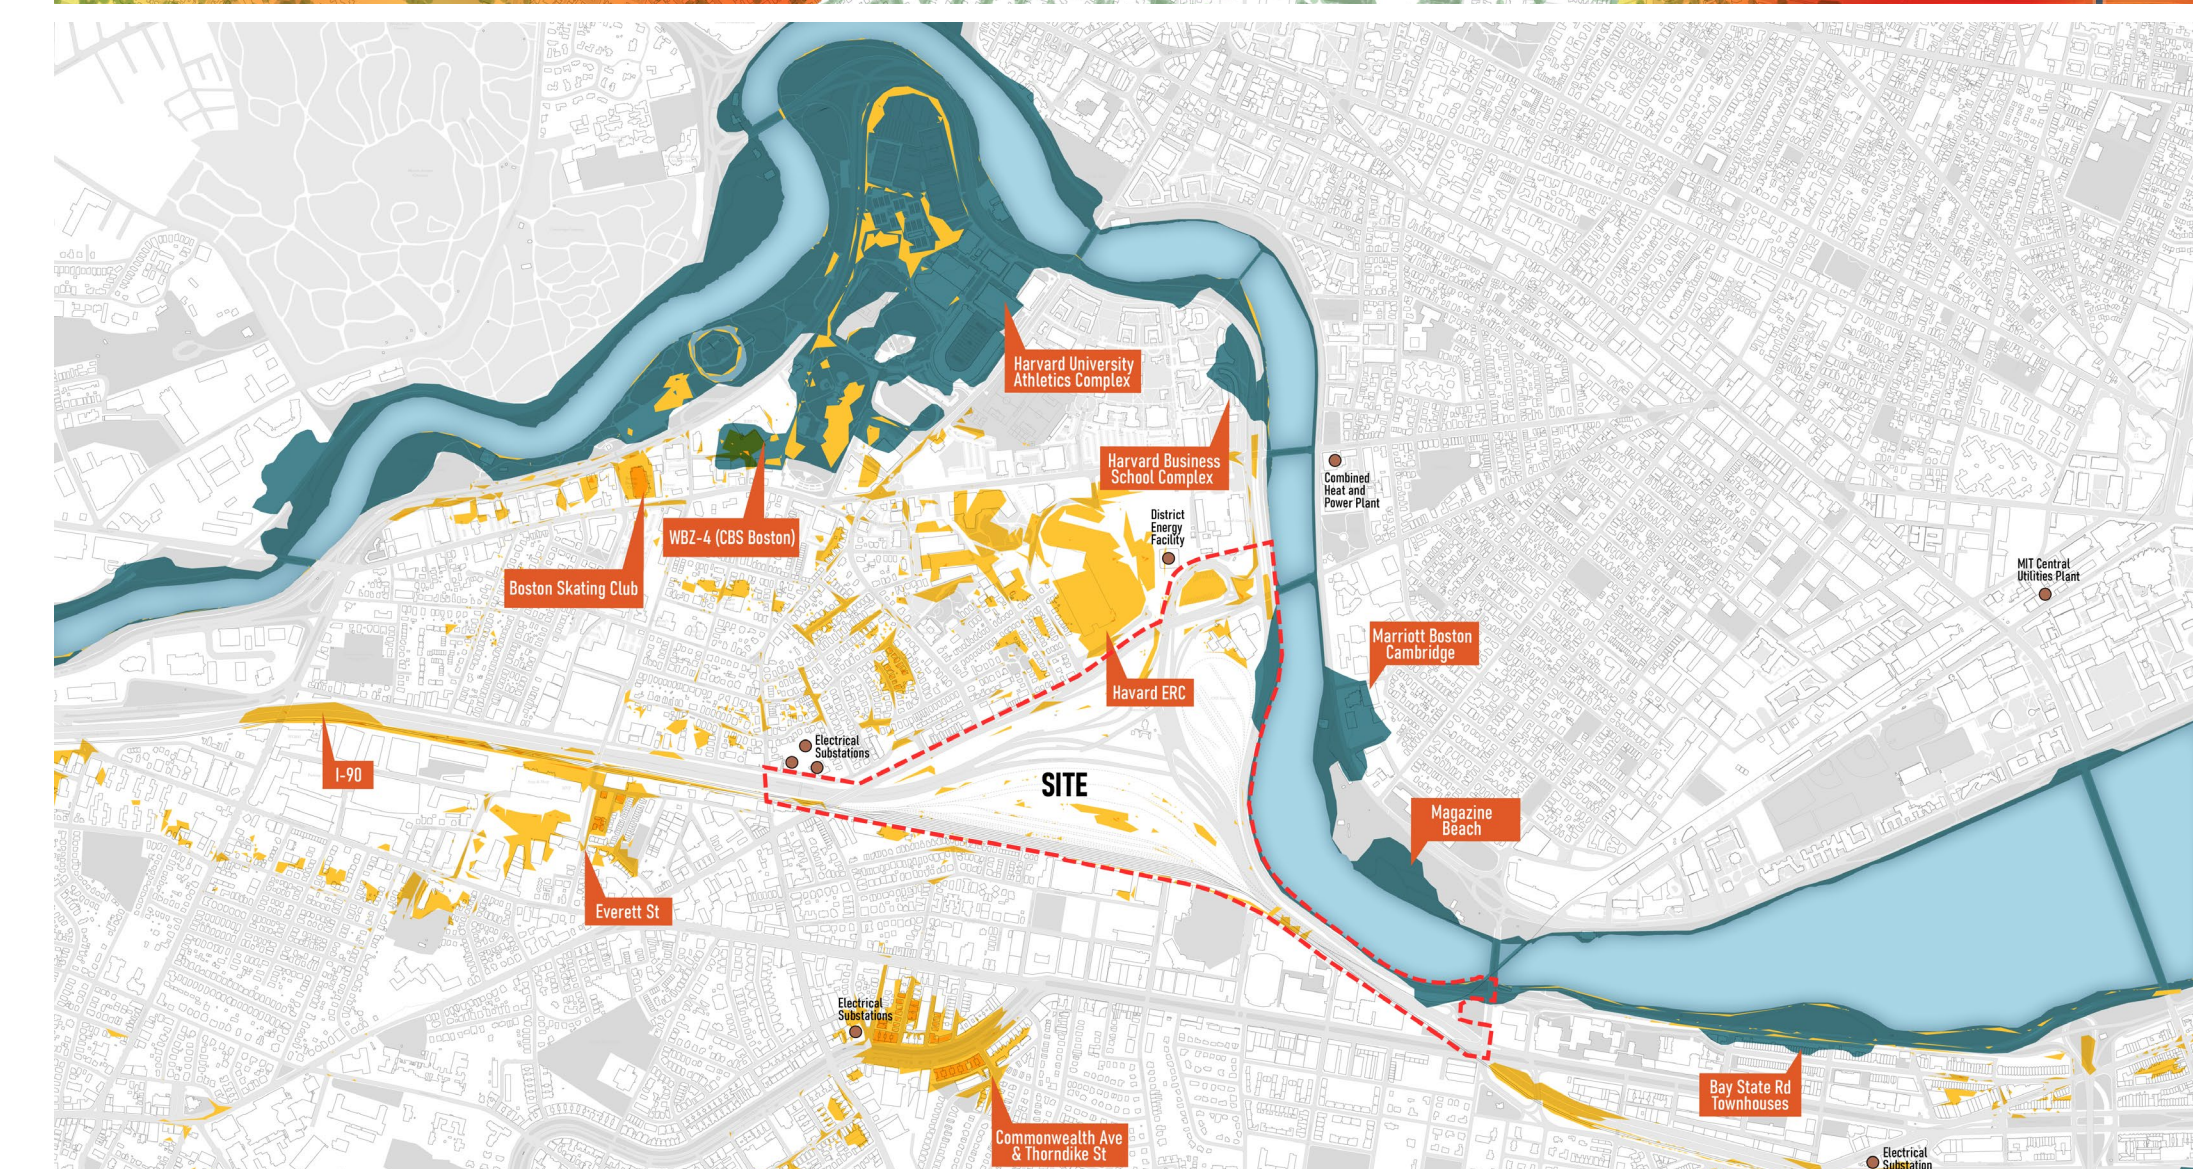 Harvard University
Athletics Complex
Harvard Business
School Complex
Combined
Heat and
Power Plant
District
Energy
Facility
WBZ-4 (CBS Boston)
Boston Skating Club
MIT Central
Utilities Plant
Marriott Boston
Cambridge
Havard ERC
Electrical
Substations
I-90
SITE
Magazine
Beach
Everett St
Electrical
Substations
Bay State Rd
Townhouses
Commonwealth Ave
& Thorndike St
Electrical
Substation